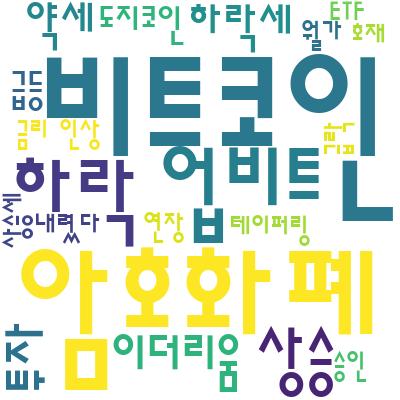 약세 도지코인 하락세 월가 ETF 호재
급등 비트코인
금리 인상 업비트 급락
하락
상승세 내렸다 연장 테이퍼링
암호화폐
투자 이더리움 상승 승인